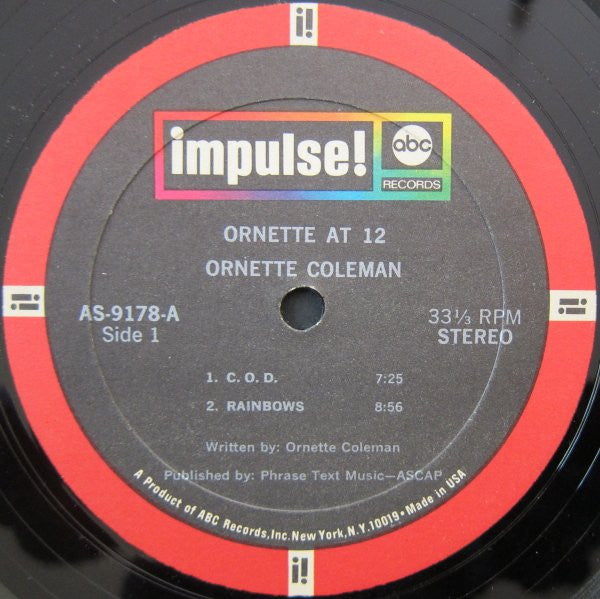 i!
impulse!
abc
RECORDS
ORNETTE AT 12
ORNETTE COLEMAN
i!
i!
AS-9178-A
Side 1
33⅓ RPM
STEREO
1. C. O. D. 7:25
2. RAINBOWS 8:56
Written by: Ornette Coleman
Published by: Phrase Text Music—ASCAP
A Product of ABC Records, Inc. New York, N.Y. 10019 • Made in USA
i!